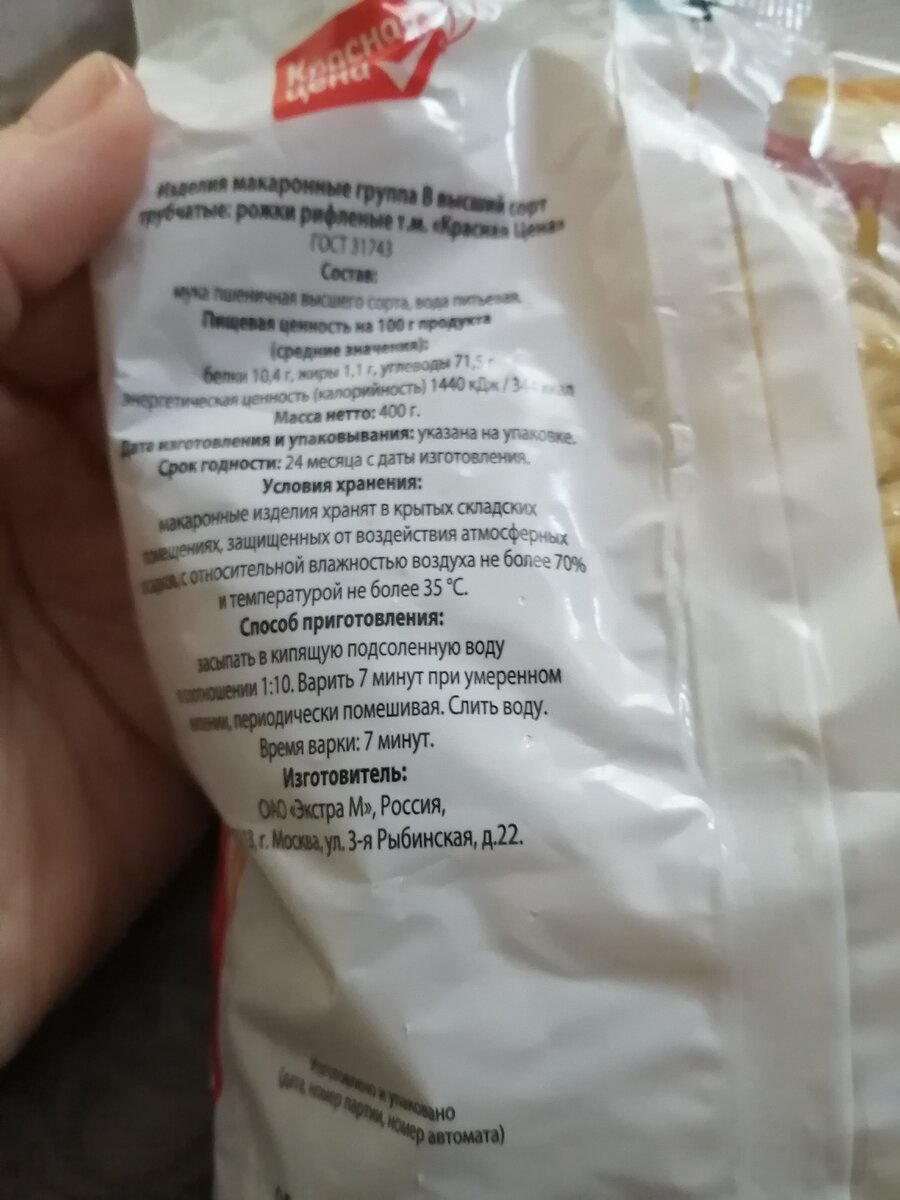 Красная
цена
Изделия макаронные группа В высший сорт
трубчатые: рожки рифленые т.м. «Красная Цена»
ГОСТ 31743
Состав:
мука пшеничная высшего сорта, вода питьевая.
Пищевая ценность на 100 г продукта
(средние значения):
белки 10,4 г, жиры 1,1 г, углеводы 71,5 г
энергетическая ценность (калорийность) 1440 кДж /
Масса нетто: 400 г.
Дата изготовления и упаковывания: указана на упаковке.
Срок годности: 24 месяца с даты изготовления.
Условия хранения:
макаронные изделия хранят в крытых складских
помещениях, защищенных от воздействия атмосферных
с относительной влажностью воздуха не более 70%
и температурой не более 35 °С.
Способ приготовления:
засыпать в кипящую подсоленную воду
соотношении 1:10. Варить 7 минут при умеренном
периодически помешивая. Слить воду.
Время варки: 7 минут.
Изготовитель:
ОАО «Экстра М», Россия,
г. Москва, ул. 3-я Рыбинская, д.22.
Изготовлено и упаковано
(дата, номер партии, номер автомата)